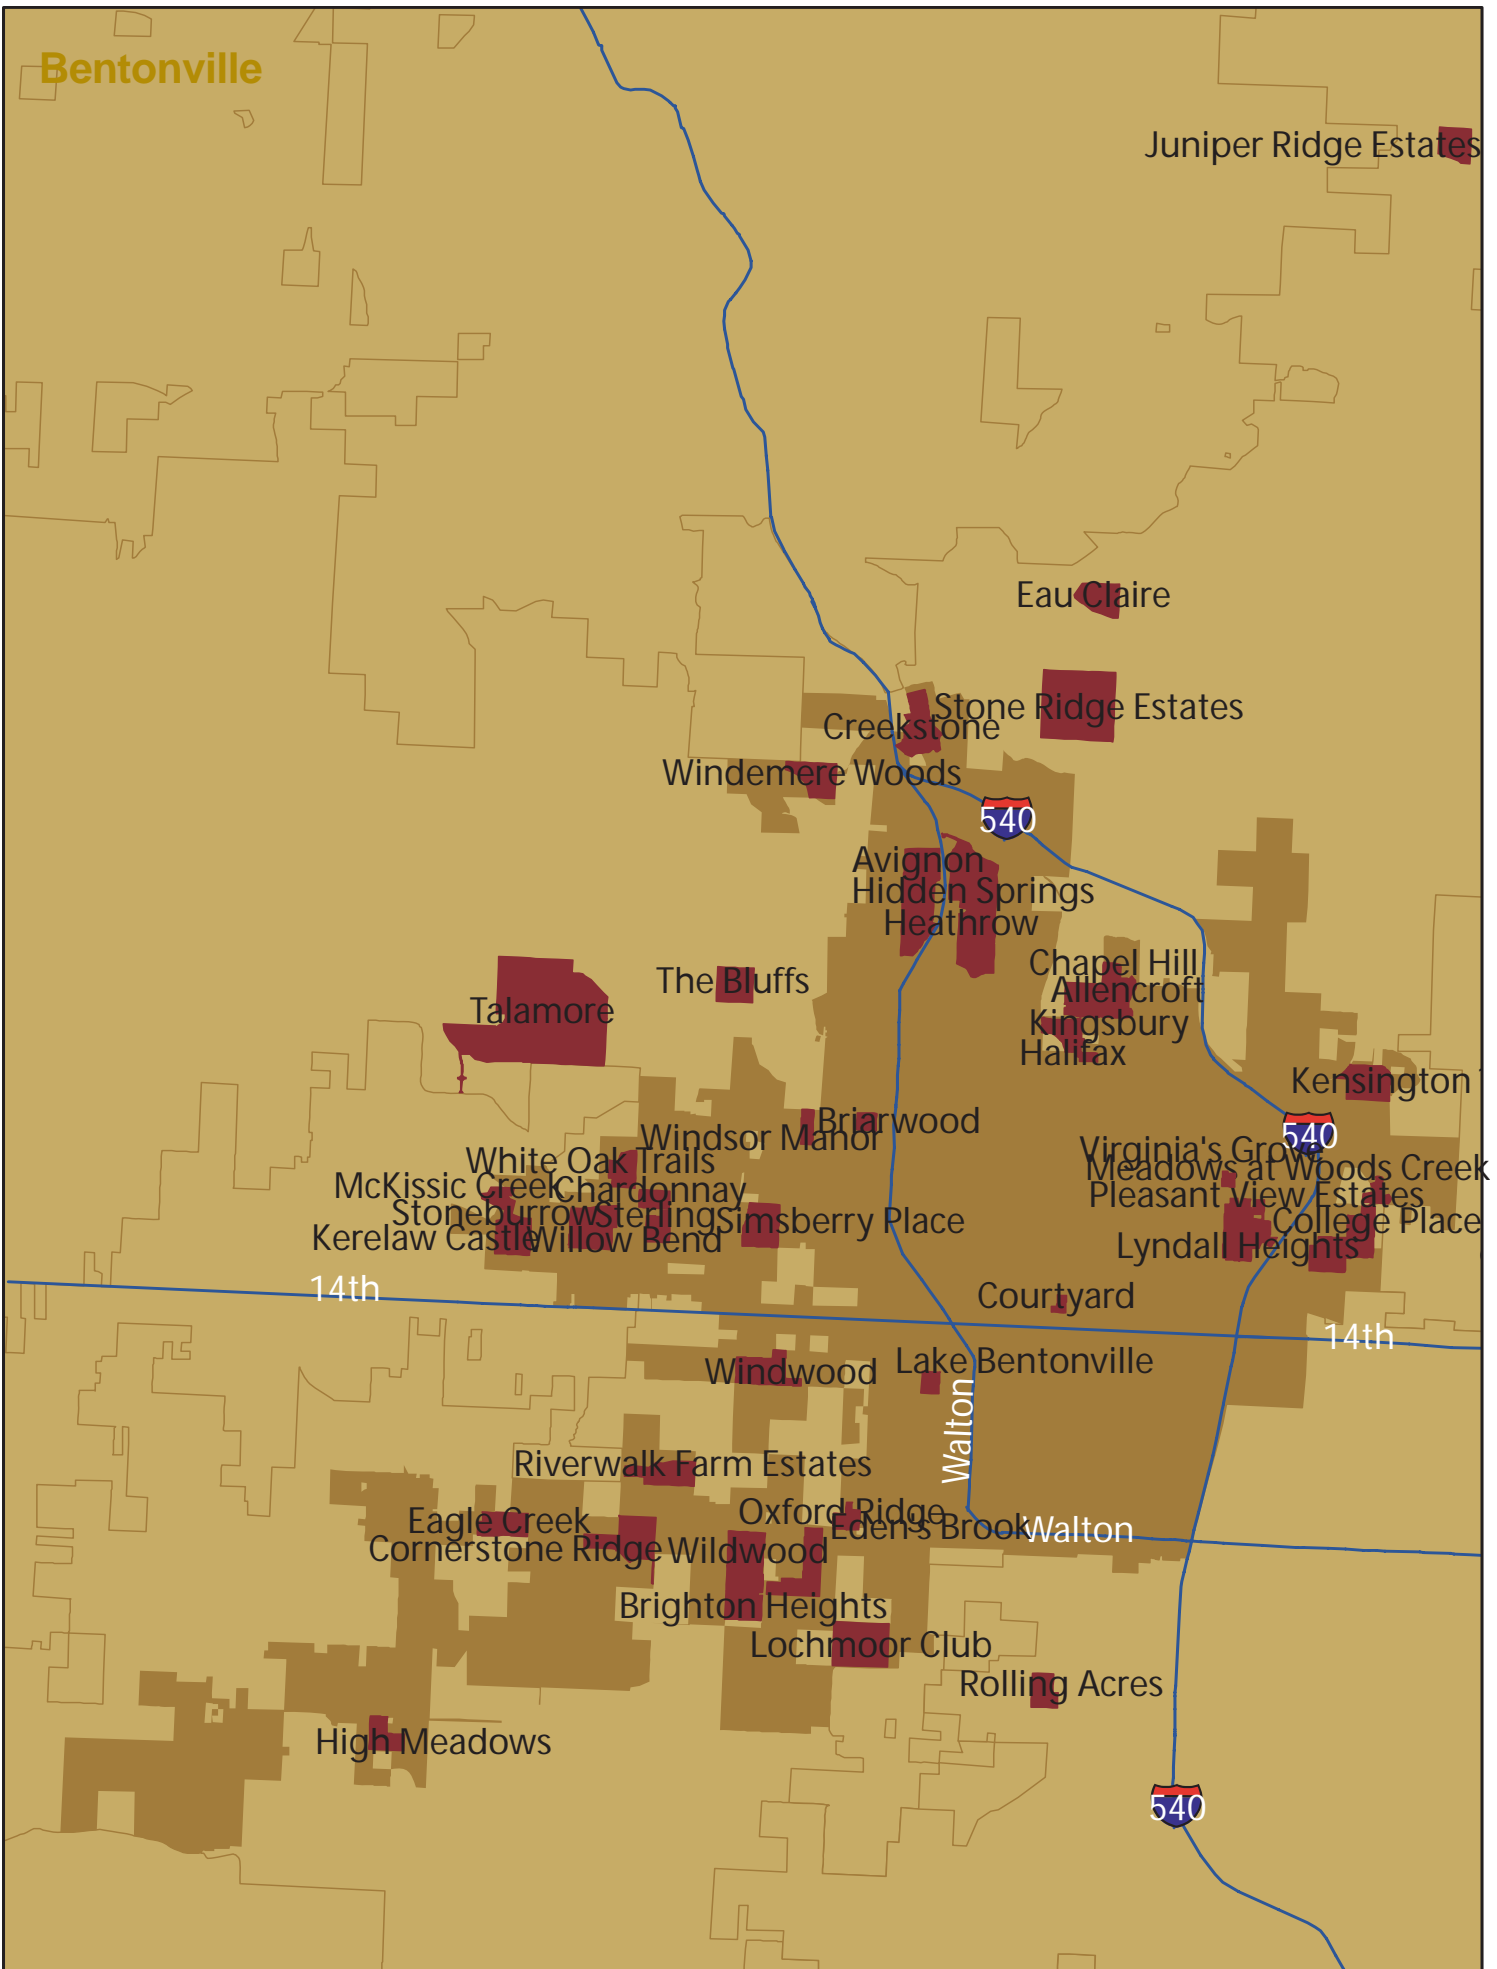 Bentonville
Juniper Ridge Estates
Eau Claire
Stone Ridge Estates
Creekstone
Windemere Woods
540
Avignon
Hidden Springs
Heathrow
Chapel Hill
The Bluffs
Allencroft
Talamore
Kingsbury
Halifax
Kensington
Briarwood
Windsor Manor
540
Virginia's Grove
White Oak Trails
Meadows at Woods Creek
McKissic Creek
Chardonnay
Pleasant View Estates
Stoneburrow
Sterling
Simsberry Place
College Place
Kerelaw Castle
Willow Bend
Lyndall Heights
14th
Courtyard
14th
Lake Bentonville
Windwood
Walton
Riverwalk Farm Estates
Oxford Ridge
Eagle Creek
Eden's Brook
Walton
Cornerstone Ridge
Wildwood
Brighton Heights
Lochmoor Club
Rolling Acres
High Meadows
540